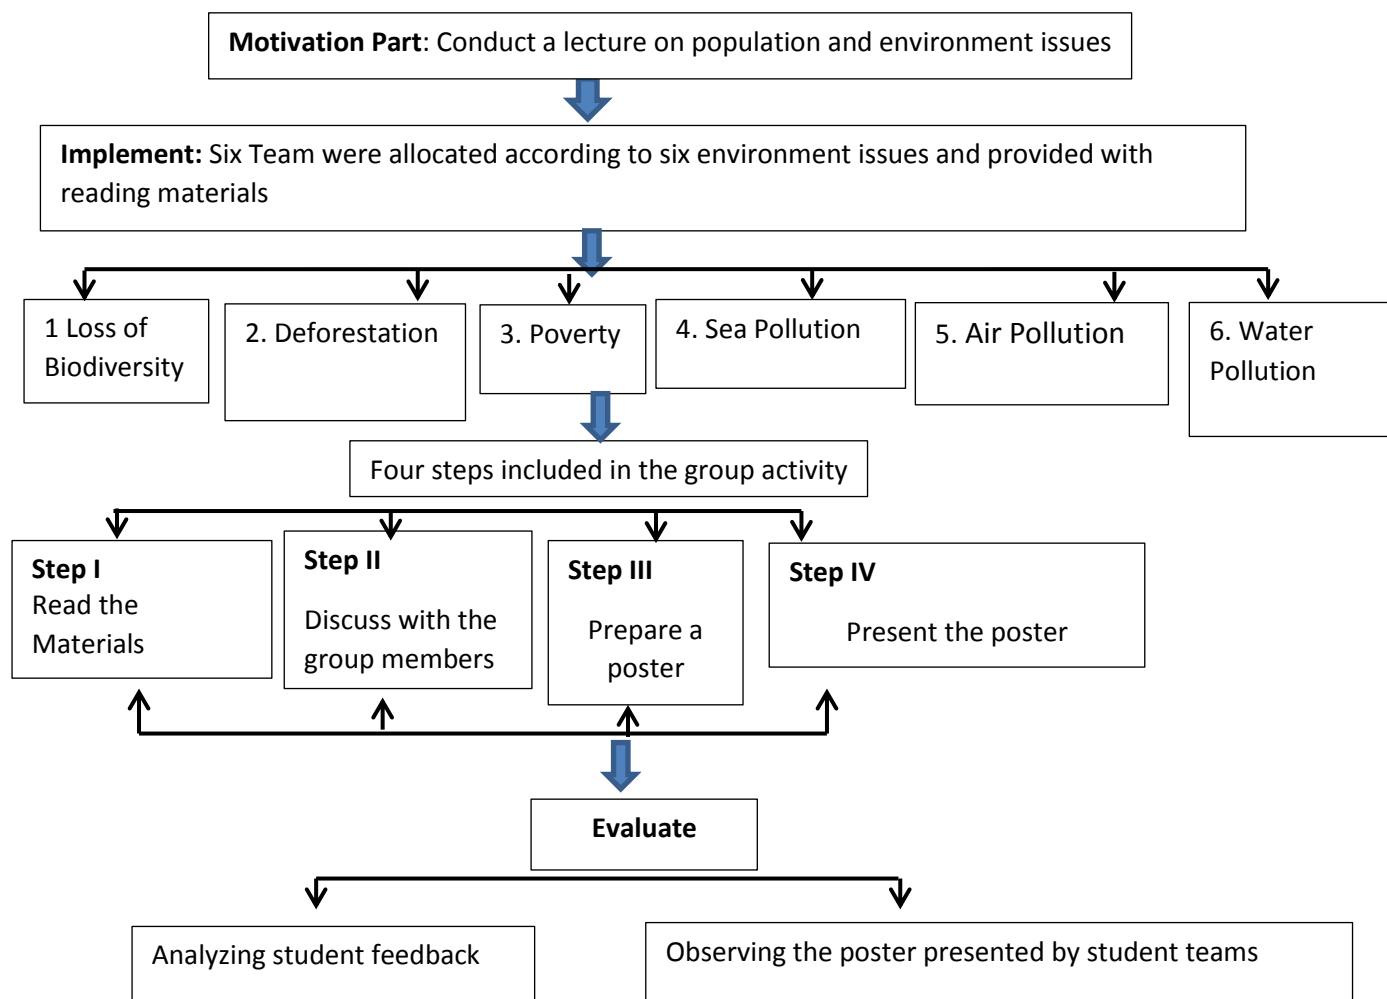 Motivation Part: Conduct a lecture on population and environment issues
Implement: Six Team were allocated according to six environment issues and provided with
reading materials
1 Loss of
Biodiversity
2. Deforestation
3. Poverty
4. Sea Pollution
5. Air Pollution
6. Water
Pollution
Four steps included in the group activity
Step I
Read the
Materials
Step II
Discuss with the
group members
Step III
Prepare a
poster
Step IV
Present the poster
Evaluate
Analyzing student feedback
Observing the poster presented by student teams